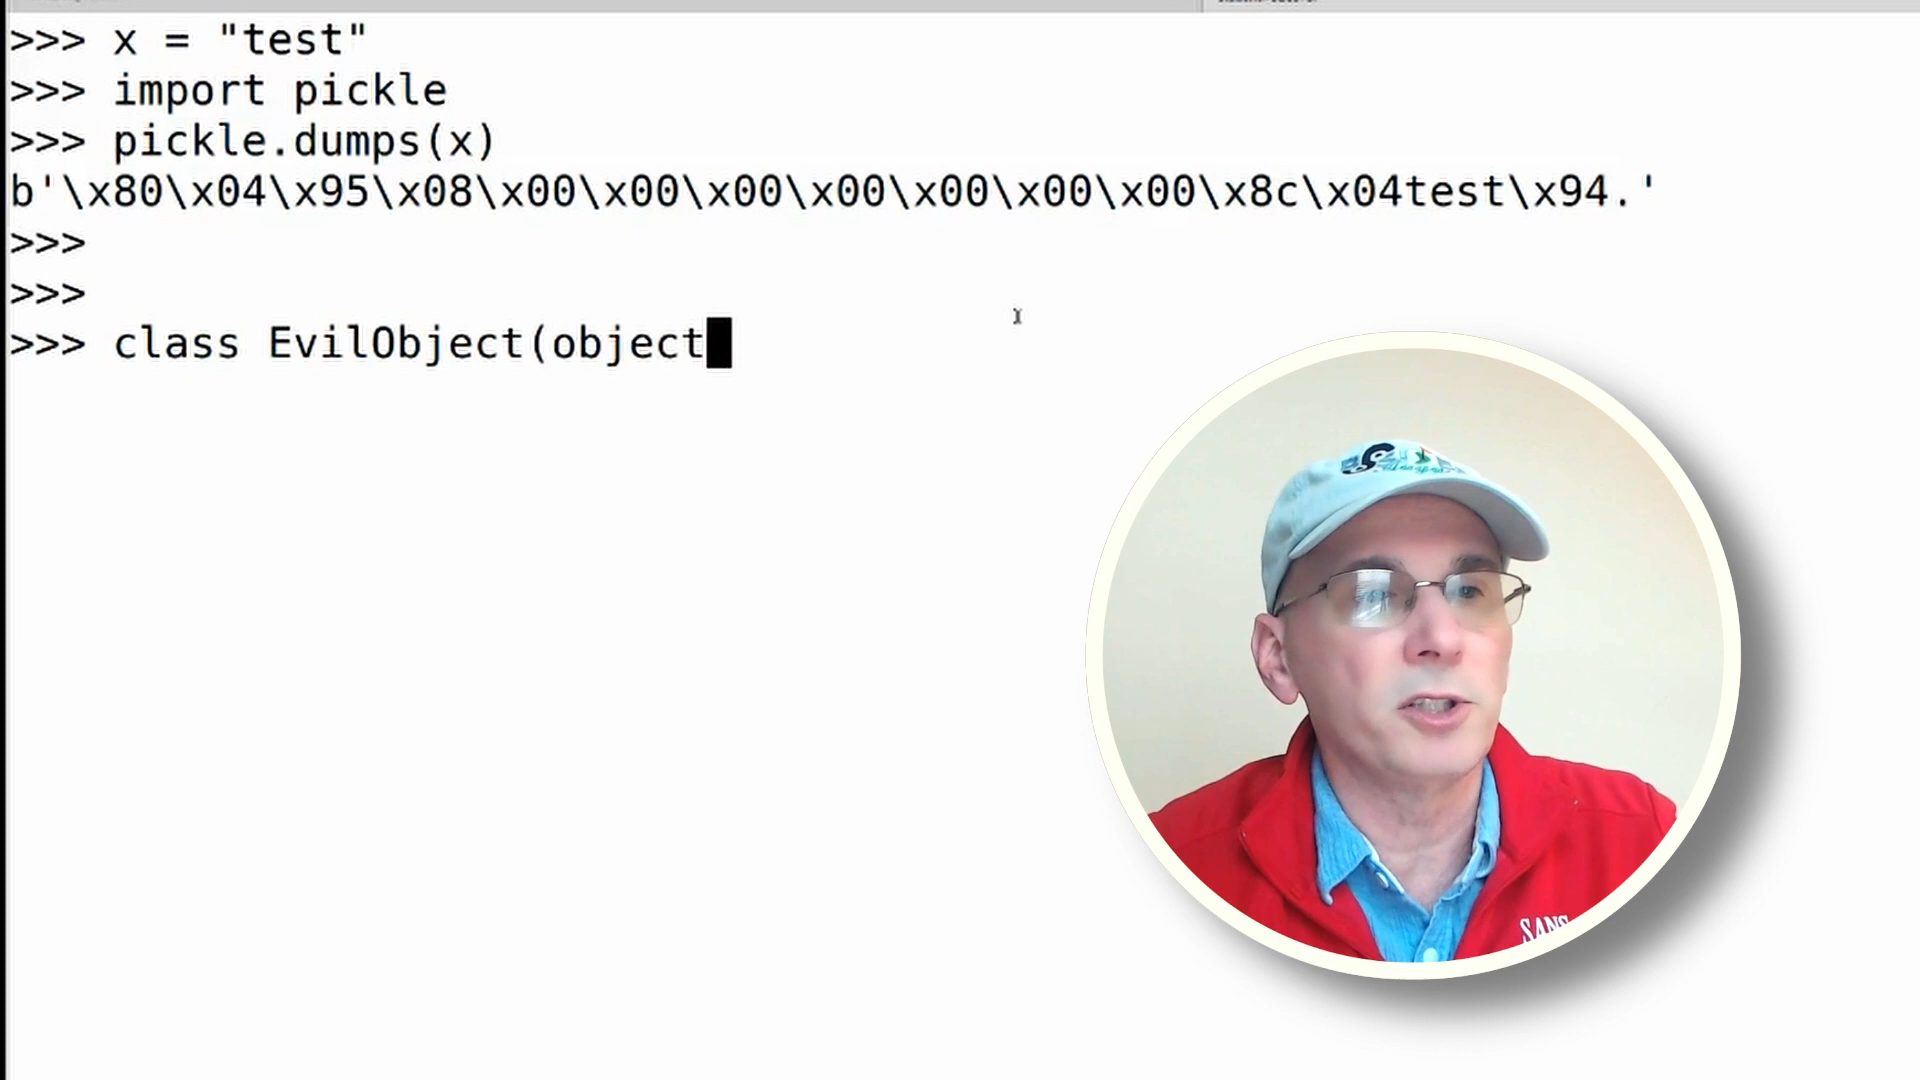 >>> x = "test"
>>> import pickle
>>> pickle.dumps(x)
b'\x80\x04\x95\x08\x00\x00\x00\x00\x00\x00\x00\x8c\x04test\x94.'
>>>
>>>
>>> class EvilObject(object
SANS